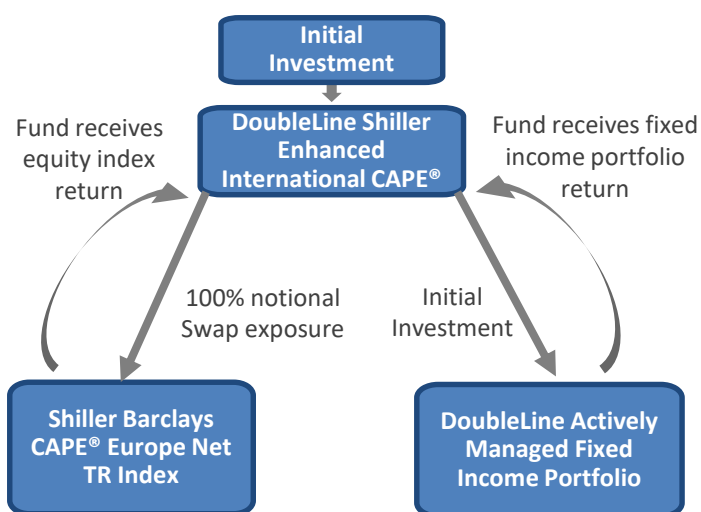 Initial
Investment
DoubleLine Shiller
Enhanced
International CAPE®
Fund receives
equity index
return
Fund receives fixed
income portfolio
return
100% notional
Swap exposure
Initial
Investment
Shiller Barclays
CAPE® Europe Net
TR Index
DoubleLine Actively
Managed Fixed
Income Portfolio